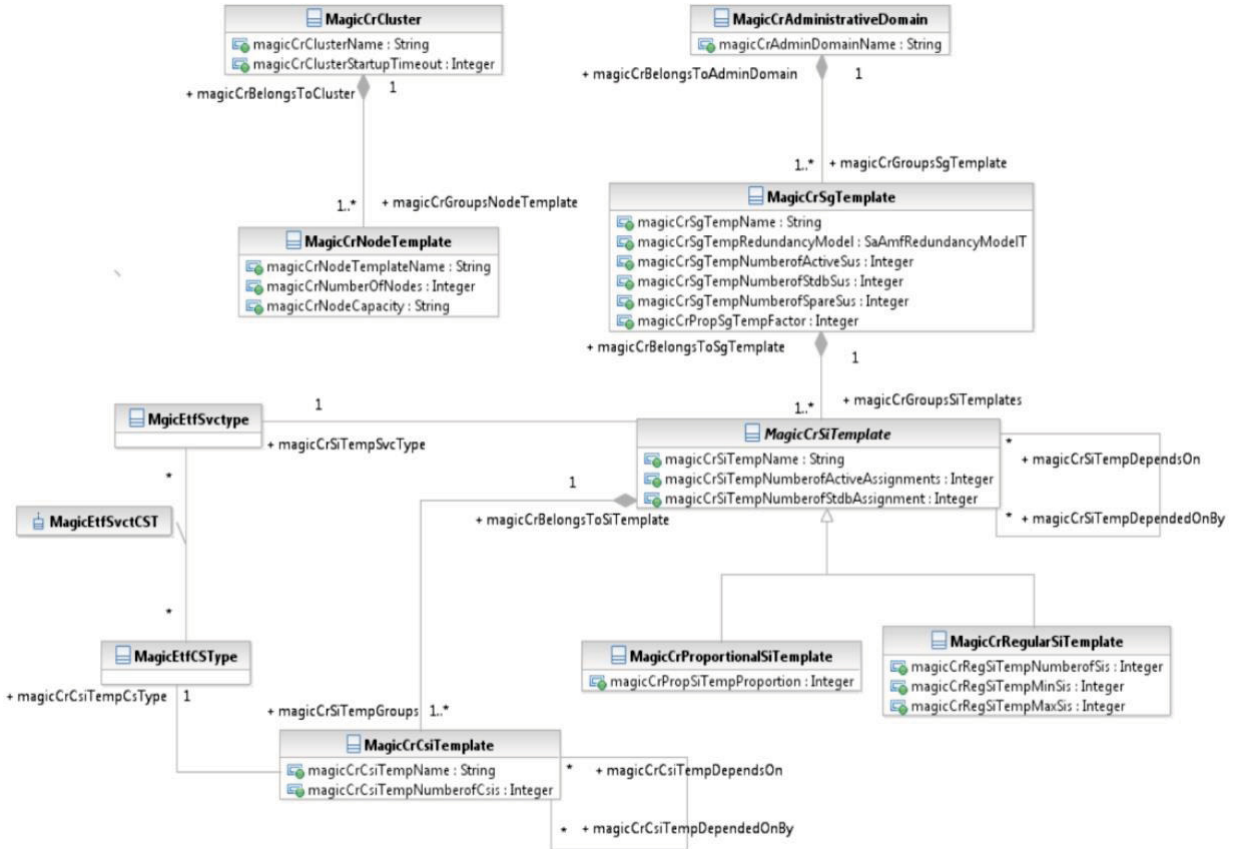 MagicCrCluster
magicCrClusterName : String
magicCrClusterStartupTimeout : Integer
+ magicCrBelongsToCluster
1
1..*
+ magicCrGroupsNodeTemplate
MagicCrNodeTemplate
magicCrNodeTemplateName : String
magicCrNumberOfNodes : Integer
magicCrNodeCapacity : String
MagicCrAdministrativeDomain
magicCrAdminDomainName : String
+ magicCrBelongsToAdminDomain
1
1..*
+ magicCrGroupsSgTemplate
MagicCrSgTemplate
magicCrSgTempName : String
magicCrSgTempRedundancyModel : SaAmfRedundancyModelT
magicCrSgTempNumberofActiveSus : Integer
magicCrSgTempNumberofStdbSus : Integer
magicCrSgTempNumberofSpareSus : Integer
magicCrPropSgTempFactor : Integer
+ magicCrBelongsToSgTemplate
1
1..*
+ magicCrGroupsSiTemplates
MgicEtfSvctype
1
+ magicCrSiTempSvcType
*
MagicEtfSvctCST
*
MagicCrSiTemplate
magicCrSiTempName : String
magicCrSiTempNumberofActiveAssignments : Integer
magicCrSiTempNumberofStdbAssignment : Integer
*
+ magicCrSiTempDependsOn
* + magicCrSiTempDependedOnBy
1
+ magicCrBelongsToSiTemplate
MagicEtfCSType
+ magicCrCsiTempCsType
1
MagicCrProportionalSiTemplate
magicCrPropSiTempProportion : Integer
MagicCrRegularSiTemplate
magicCrRegSiTempNumberofSis : Integer
magicCrRegSiTempMinSis : Integer
magicCrRegSiTempMaxSis : Integer
+ magicCrSiTempGroups
1..*
MagicCrCsiTemplate
magicCrCsiTempName : String
magicCrCsiTempNumberofCsis : Integer
* + magicCrCsiTempDependsOn
* + magicCrCsiTempDependedOnBy